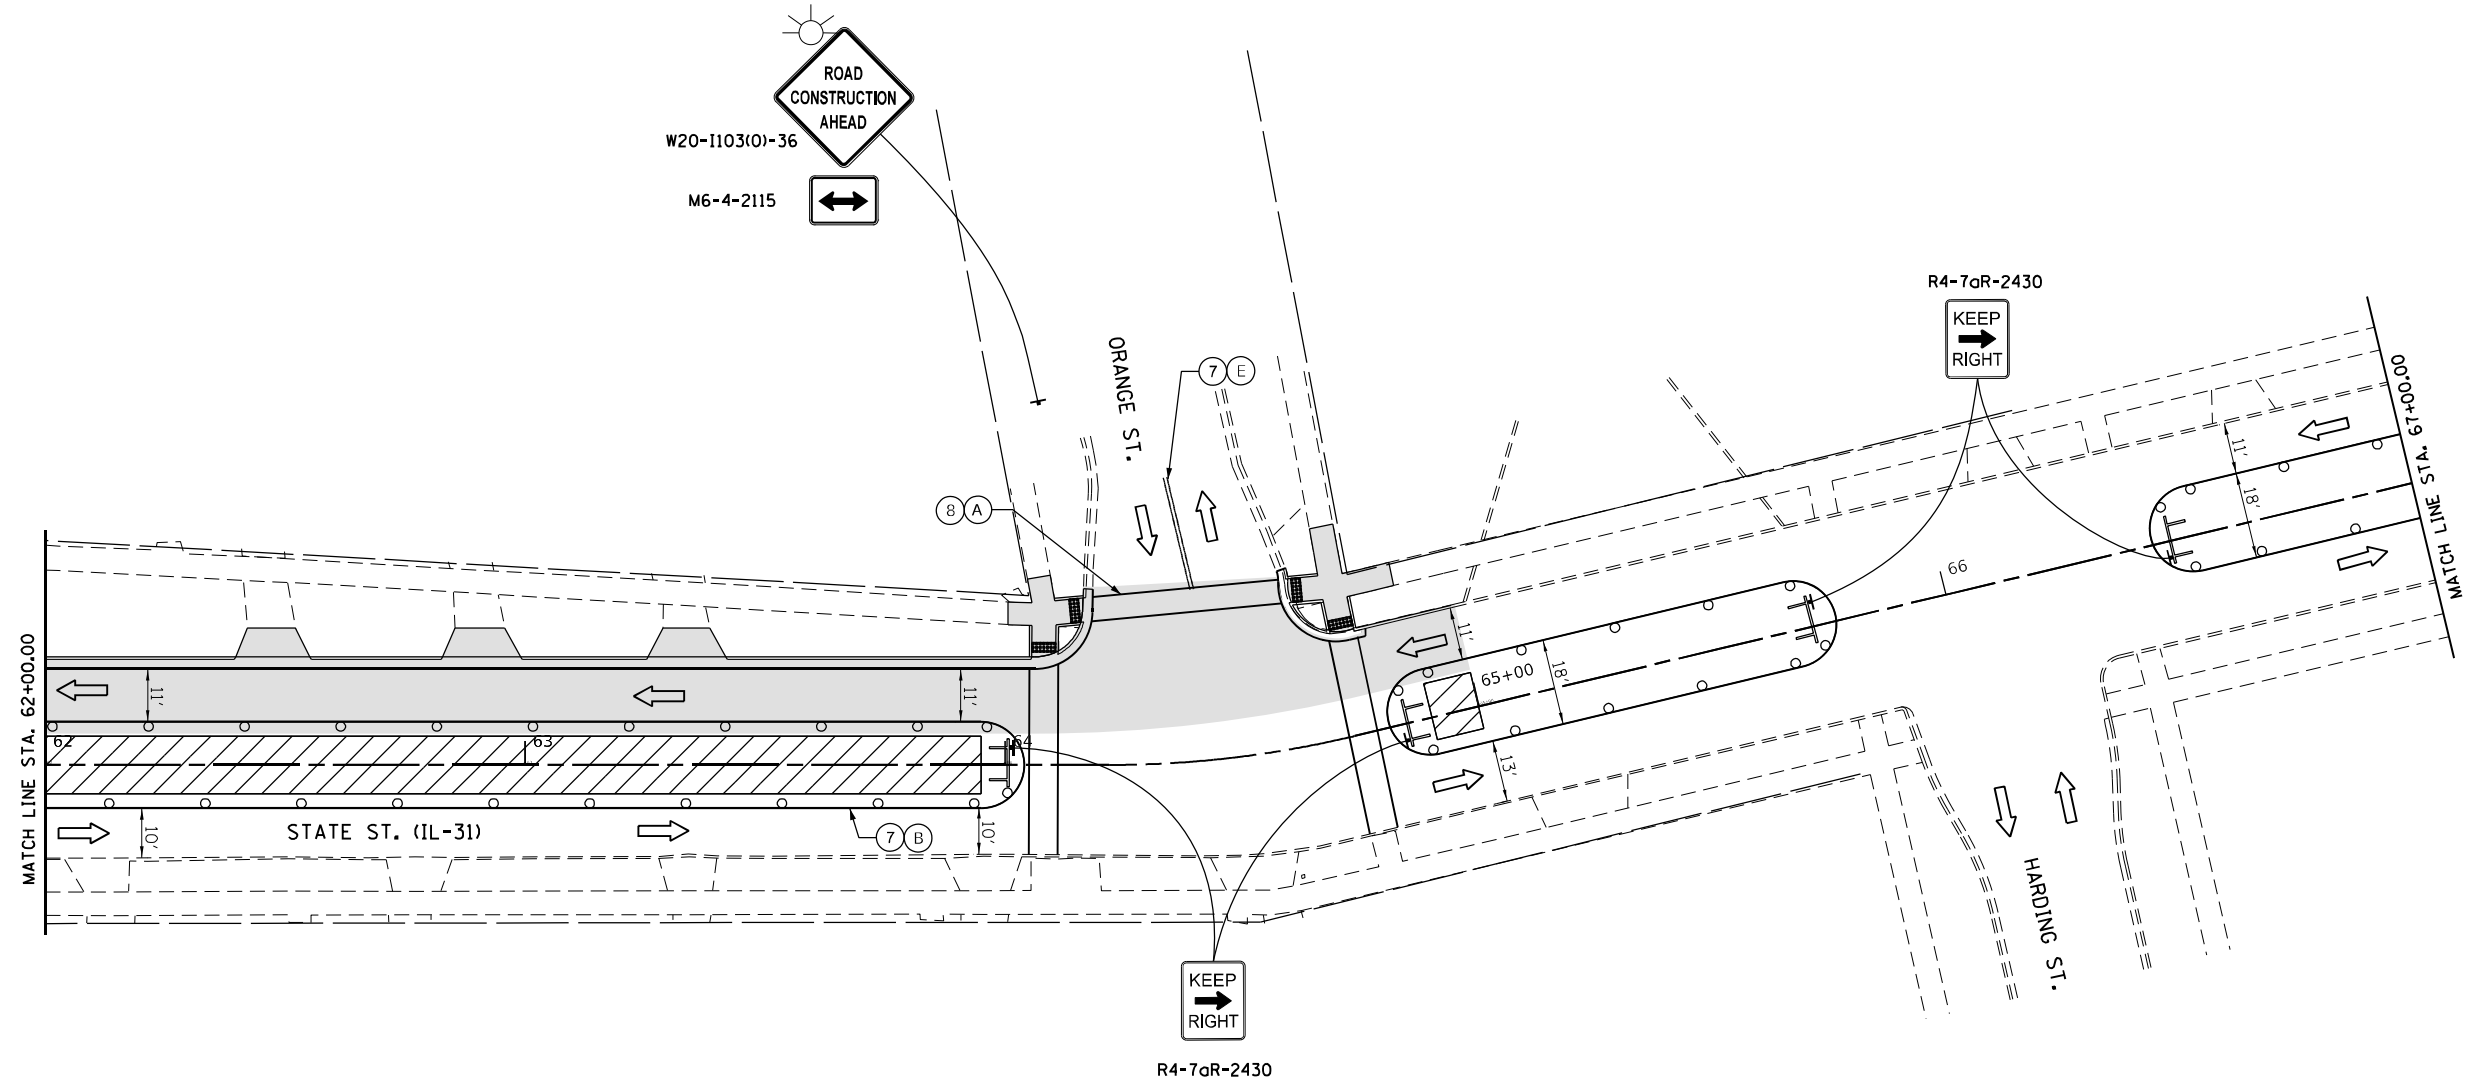 ROAD
CONSTRUCTION
AHEAD
W20-I103(O)-36
M6-4-2115
R4-7aR-2430
KEEP
RIGHT
ORANGE ST.
7 E
8 A
MATCH LINE STA. 67+00.00
11'
18'
66
11'
65+00
18'
13'
MATCH LINE STA. 62+00.00
11'
11'
62
63
64
10'
STATE ST. (IL-31)
7 B
10'
HARDING ST.
KEEP
RIGHT
R4-7aR-2430